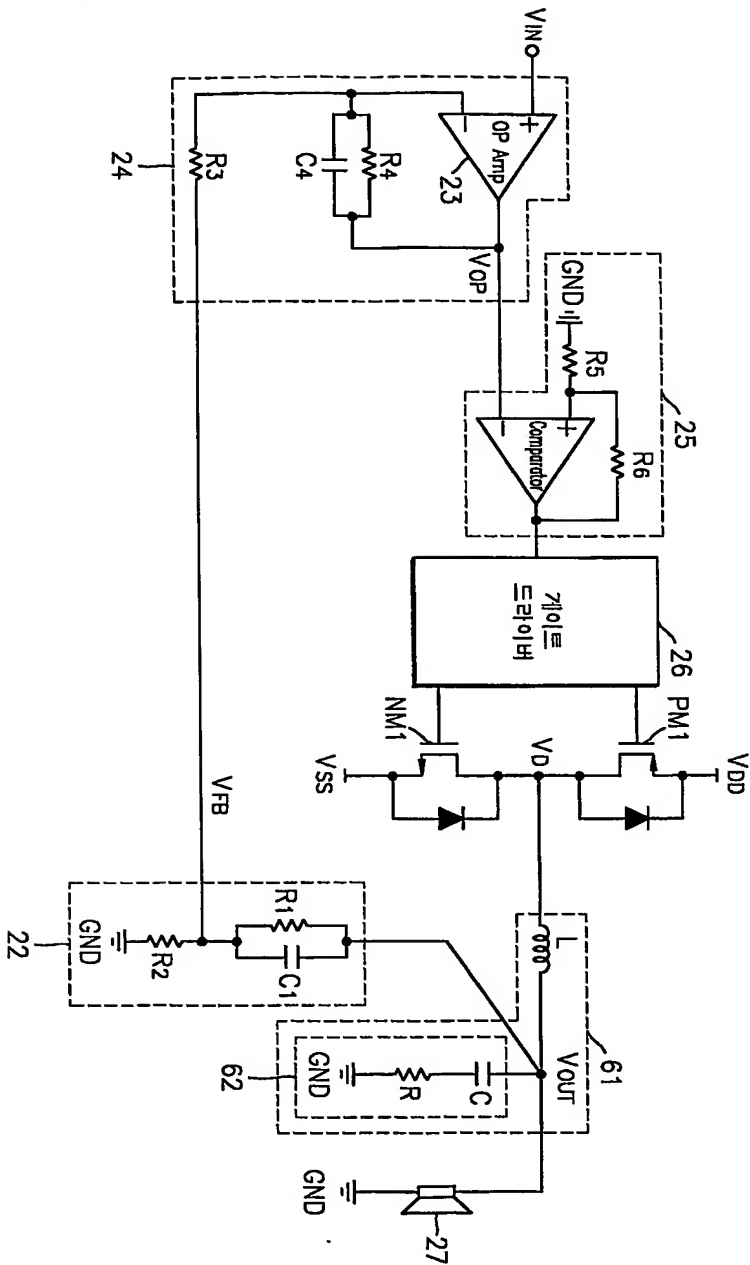 VIN
OP Amp
+
−
23
R4
C4
R3
24
VOP
GND
R5
R6
+
−
Comparator
25
게이트
드라이버
26
PM1
NM1
VDD
VD
VSS
VFB
R1
C1
R2
GND
22
L
VOUT
61
C
R
GND
62
GND
27